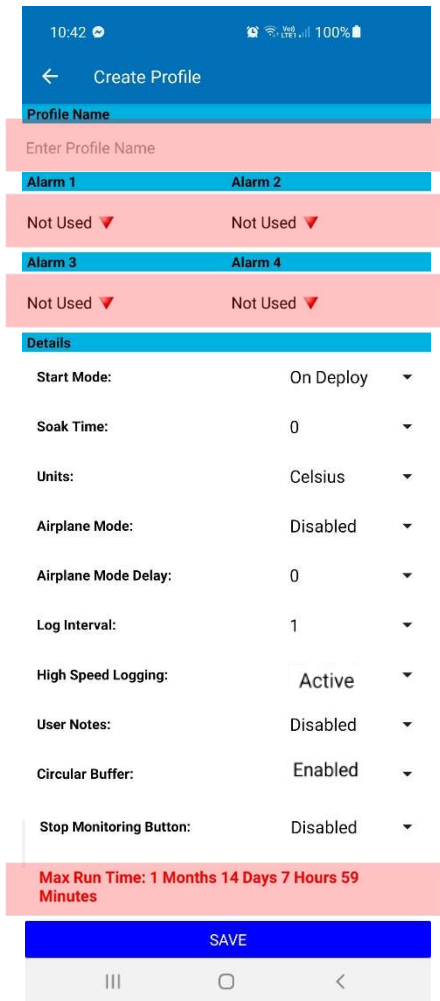 10:42 Vo)) LTE1 100%
Create Profile
Profile Name
Enter Profile Name
Alarm 1 Alarm 2
Not Used Not Used
Alarm 3 Alarm 4
Not Used Not Used
Details
Start Mode: On Deploy
Soak Time: 0
Units: Celsius
Airplane Mode: Disabled
Airplane Mode Delay: 0
Log Interval: 1
High Speed Logging: Active
User Notes: Disabled
Circular Buffer: Enabled
Stop Monitoring Button: Disabled
Max Run Time: 1 Months 14 Days 7 Hours 59
Minutes
SAVE